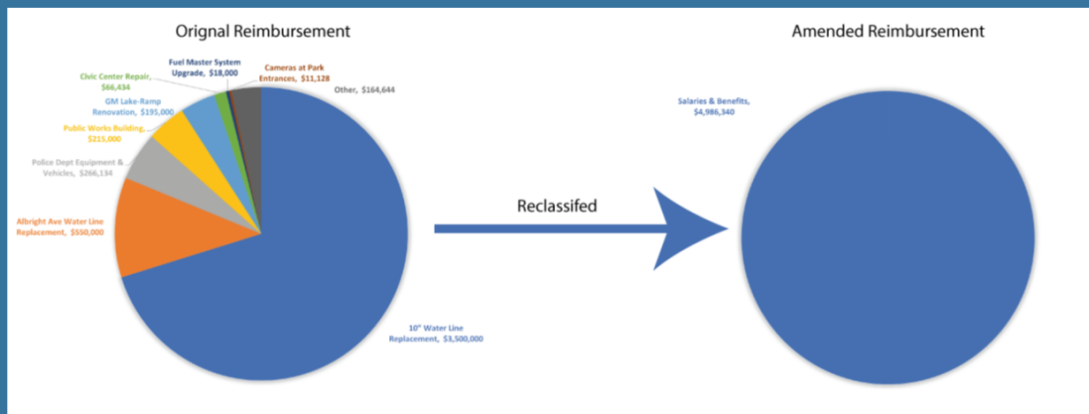 Orignal Reimbursement
Amended Reimbursement
Fuel Master System
Upgrade, $18,000
Cameras at Park
Entrances, $11,128
Civic Center Repair,
$66,434
Other, $164,644
GM Lake-Ramp
Renovation, $195,000
Public Works Building,
$215,000
Police Dept Equipment &
Vehicles, $266,134
Albright Ave Water Line
Replacement, $550,000
10" Water Line
Replacement, $3,500,000
Reclassifed
Salaries & Benefits,
$4,986,340